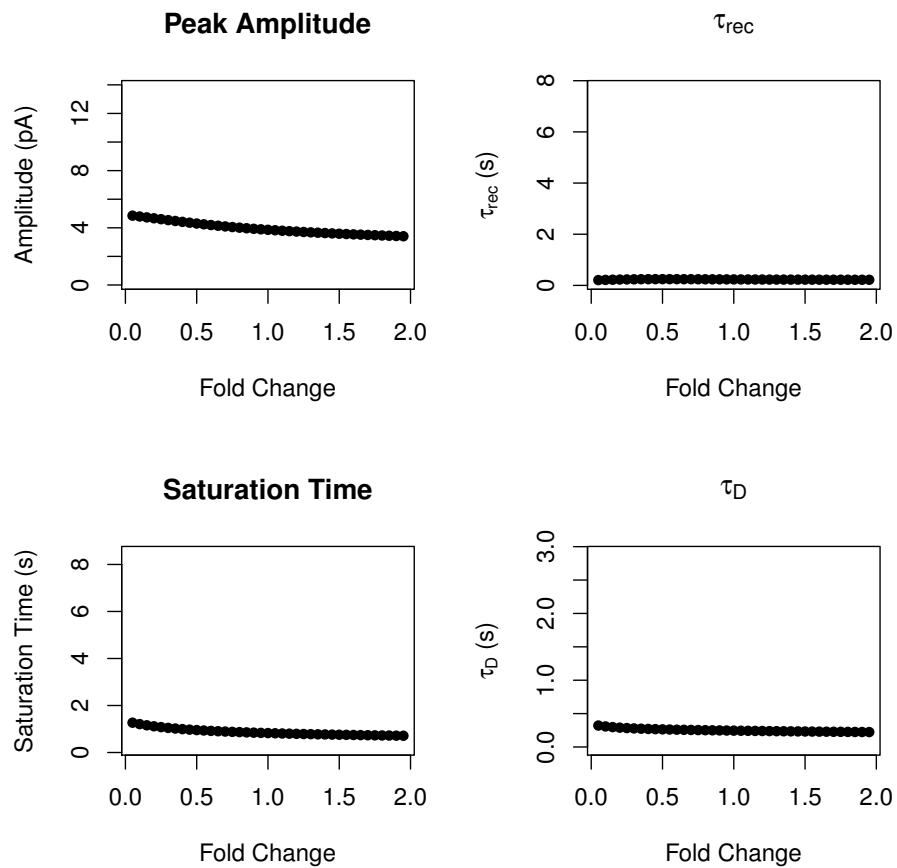 Peak Amplitude
Amplitude (pA)
12
8
4
0
0.0 0.5 1.0 1.5 2.0
Fold Change
τrec
τrec (s)
8
6
4
2
0
0.0 0.5 1.0 1.5 2.0
Fold Change
Saturation Time
Saturation Time (s)
8
6
4
2
0
0.0 0.5 1.0 1.5 2.0
Fold Change
τD
τD (s)
3.0
2.0
1.0
0.0
0.0 0.5 1.0 1.5 2.0
Fold Change